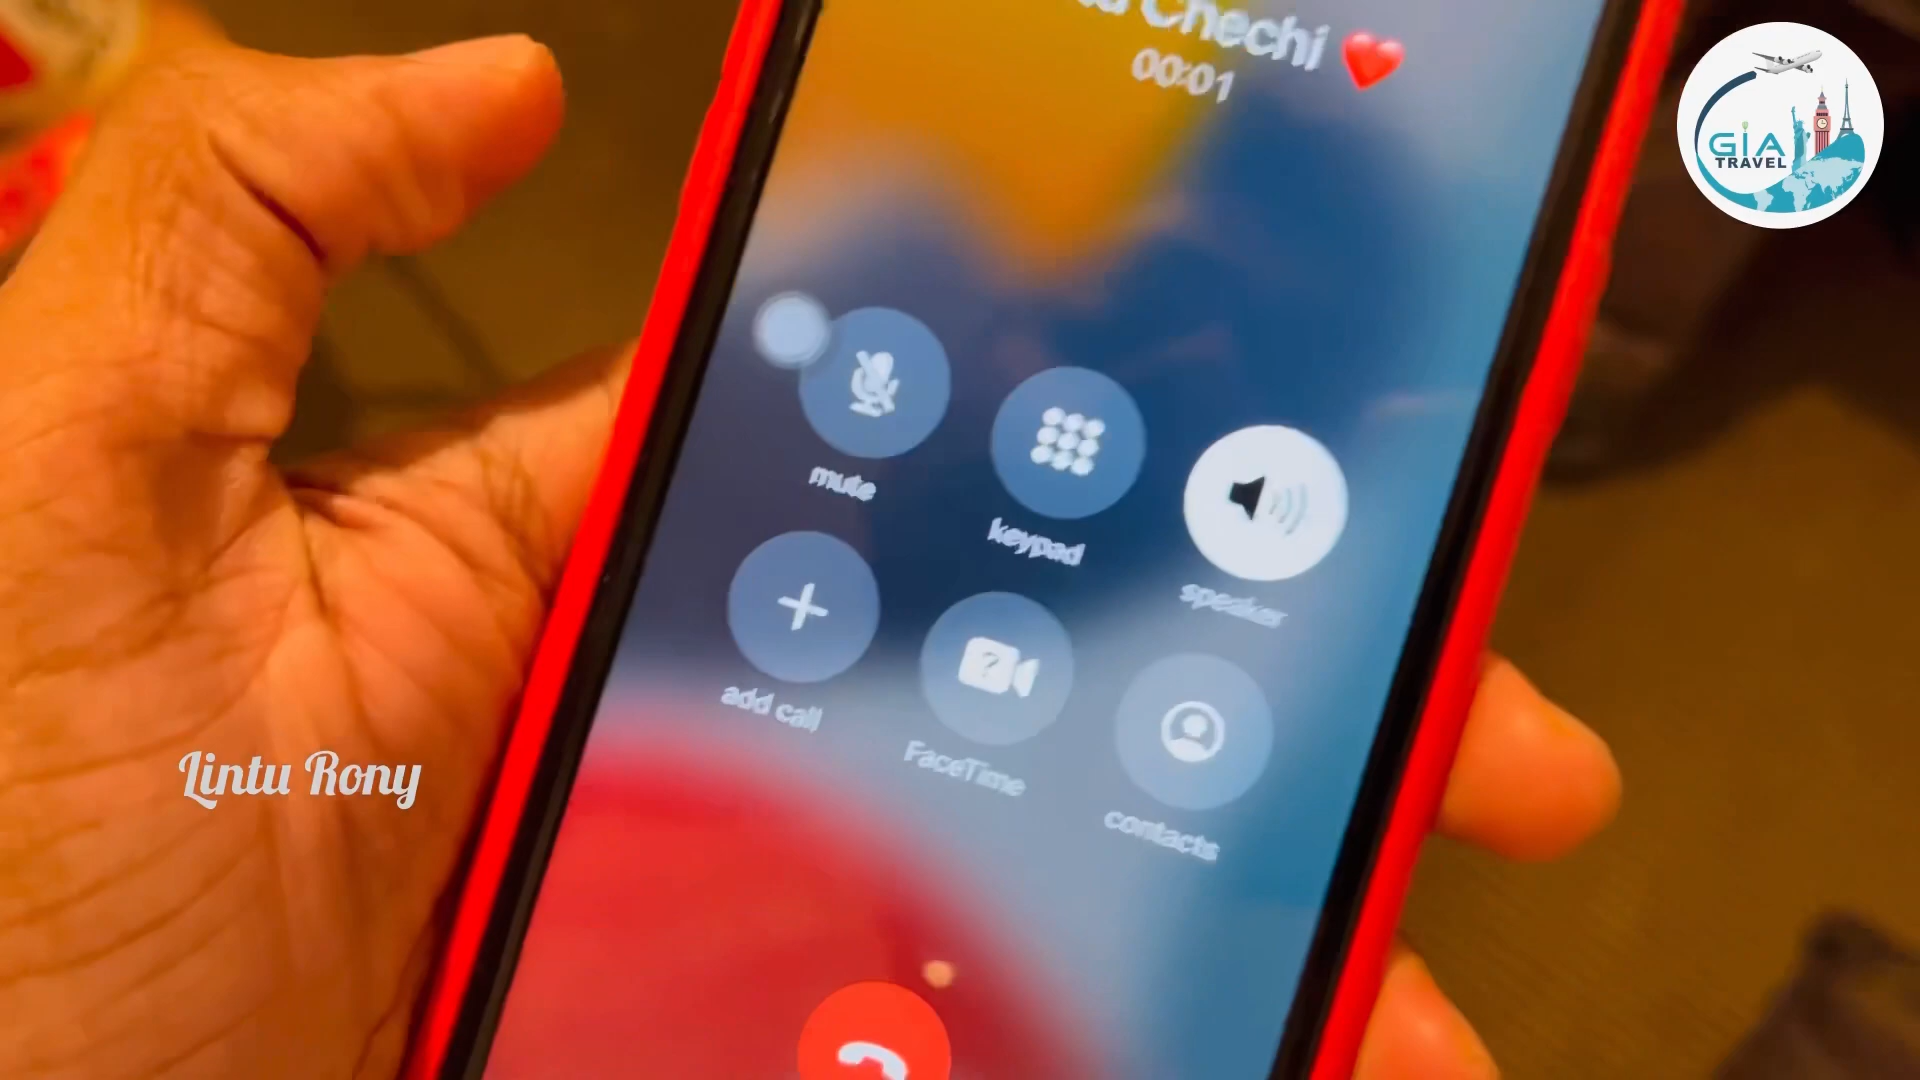 Chechi ❤️
00:01
mute
keypad
speaker
add call
FaceTime
contacts
Lintu Rony
GIA
TRAVEL